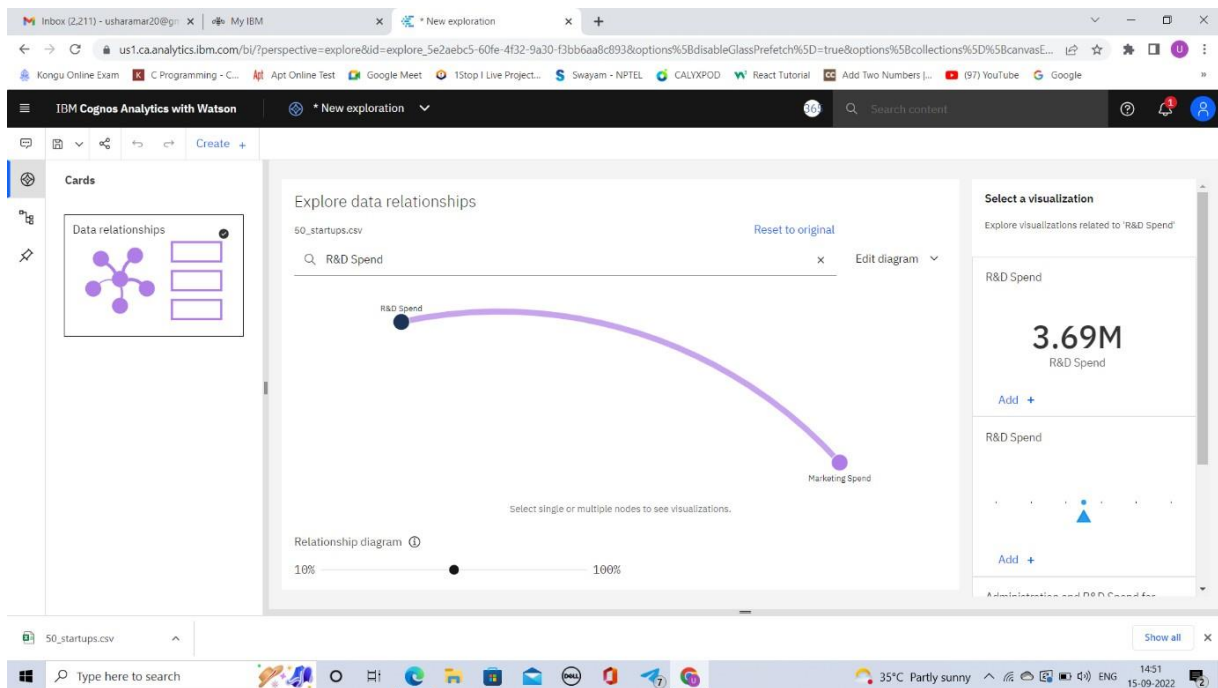 Inbox (2,211) - usharamar20@gm
My IBM
* New exploration
us1.ca.analytics.ibm.com/bi/?perspective=explore&id=explore_5e2aebc5-60fe-4f32-9a30-f3bb6aa8c893&options%5BdisableGlassPrefetch%5D=true&options%5Bcollections%5D%5BcanvasE...
U
Kongu Online Exam
C Programming - C...
Apt Online Test
Google Meet
1Stop I Live Project...
Swayam - NPTEL
CALYXPOD
React Tutorial
Add Two Numbers |...
(97) YouTube
Google
IBM Cognos Analytics with Watson
* New exploration
Search content
1
Create +
Cards
Data relationships
Explore data relationships
50_startups.csv
Reset to original
R&D Spend
Edit diagram
R&D Spend
Marketing Spend
Select single or multiple nodes to see visualizations.
Relationship diagram
10%
100%
Select a visualization
Explore visualizations related to 'R&D Spend'
R&D Spend
3.69M
R&D Spend
Add +
R&D Spend
Add +
Administration and R&D Spend for
50_startups.csv
Show all
Type here to search
DELL
7
U
35°C Partly sunny
ENG
14:51
15-09-2022
2